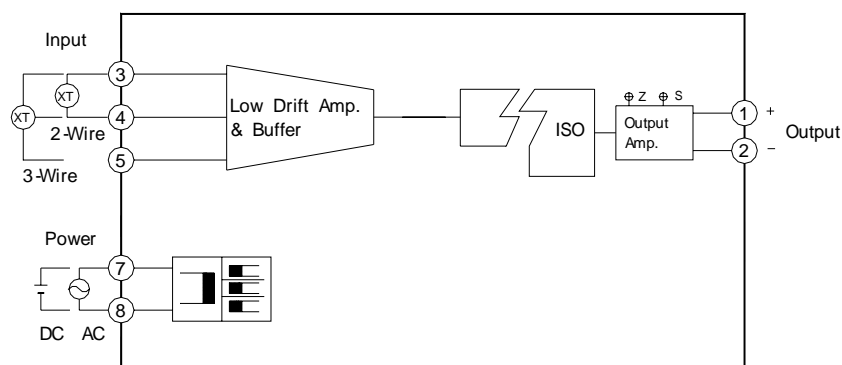 Input
3
XT
XT
Low Drift Amp.
& Buffer
4
2-Wire
5
3-Wire
ISO
Z S
Output
Amp.
1 +
2 −
Output
Power
7
8
DC AC